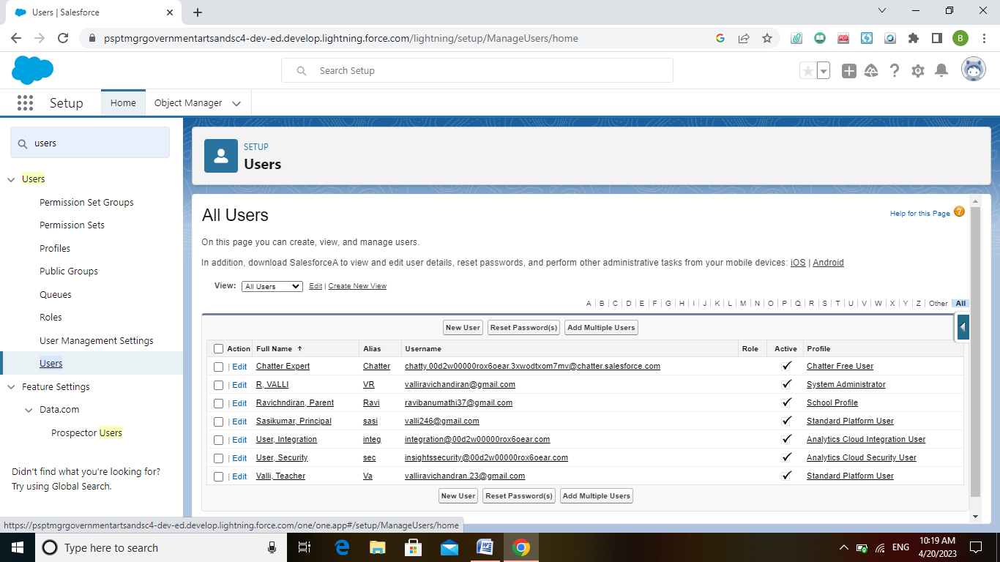 Users | Salesforce
psptmgrgovernmentartsandsc4-dev-ed.develop.lightning.force.com/lightning/setup/ManageUsers/home
B
Search Setup
Setup
Home
Object Manager
users
Users
Permission Set Groups
Permission Sets
Profiles
Public Groups
Queues
Roles
User Management Settings
Users
Feature Settings
Data.com
Prospector Users
Didn't find what you're looking for?
Try using Global Search.
SETUP
Users
All Users
Help for this Page ?
On this page you can create, view, and manage users.
In addition, download SalesforceA to view and edit user details, reset passwords, and perform other administrative tasks from your mobile devices: iOS | Android
View: All Users Edit | Create New View
A | B | C | D | E | F | G | H | I | J | K | L | M | N | O | P | Q | R | S | T | U | V | W | X | Y | Z | Other | All
New User Reset Password(s) Add Multiple Users
Action Full Name ↑ Alias Username Role Active Profile
| Edit Chatter Expert Chatter chatty.00d2w00000rox6oear.3xwodtxom7mv@chatter.salesforce.com ✓ Chatter Free User
| Edit R, VALLI VR valliravichandiran@gmail.com ✓ System Administrator
| Edit Ravichndiran, Parent Ravi ravibanumathi37@gmail.com ✓ School Profile
| Edit Sasikumar, Principal sasi valli246@gmail.com ✓ Standard Platform User
| Edit User, Integration integ integration@00d2w00000rox6oear.com ✓ Analytics Cloud Integration User
| Edit User, Security sec insightssecurity@00d2w00000rox6oear.com ✓ Analytics Cloud Security User
| Edit Valli, Teacher Va valliravichandran.23@gmail.com ✓ Standard Platform User
New User Reset Password(s) Add Multiple Users
https://psptmgrgovernmentartsandsc4-dev-ed.develop.lightning.force.com/one/one.app#/setup/ManageUsers/home
Type here to search
ENG
10:19 AM
4/20/2023